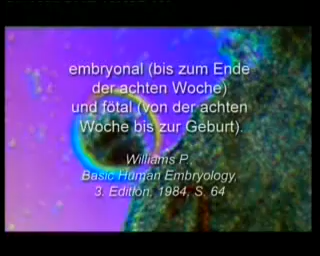 embryonal (bis zum Ende
der achten Woche)
und fötal (von der achten
Woche bis zur Geburt).
Williams P.,
Basic Human Embryology,
3. Edition, 1984, S. 64